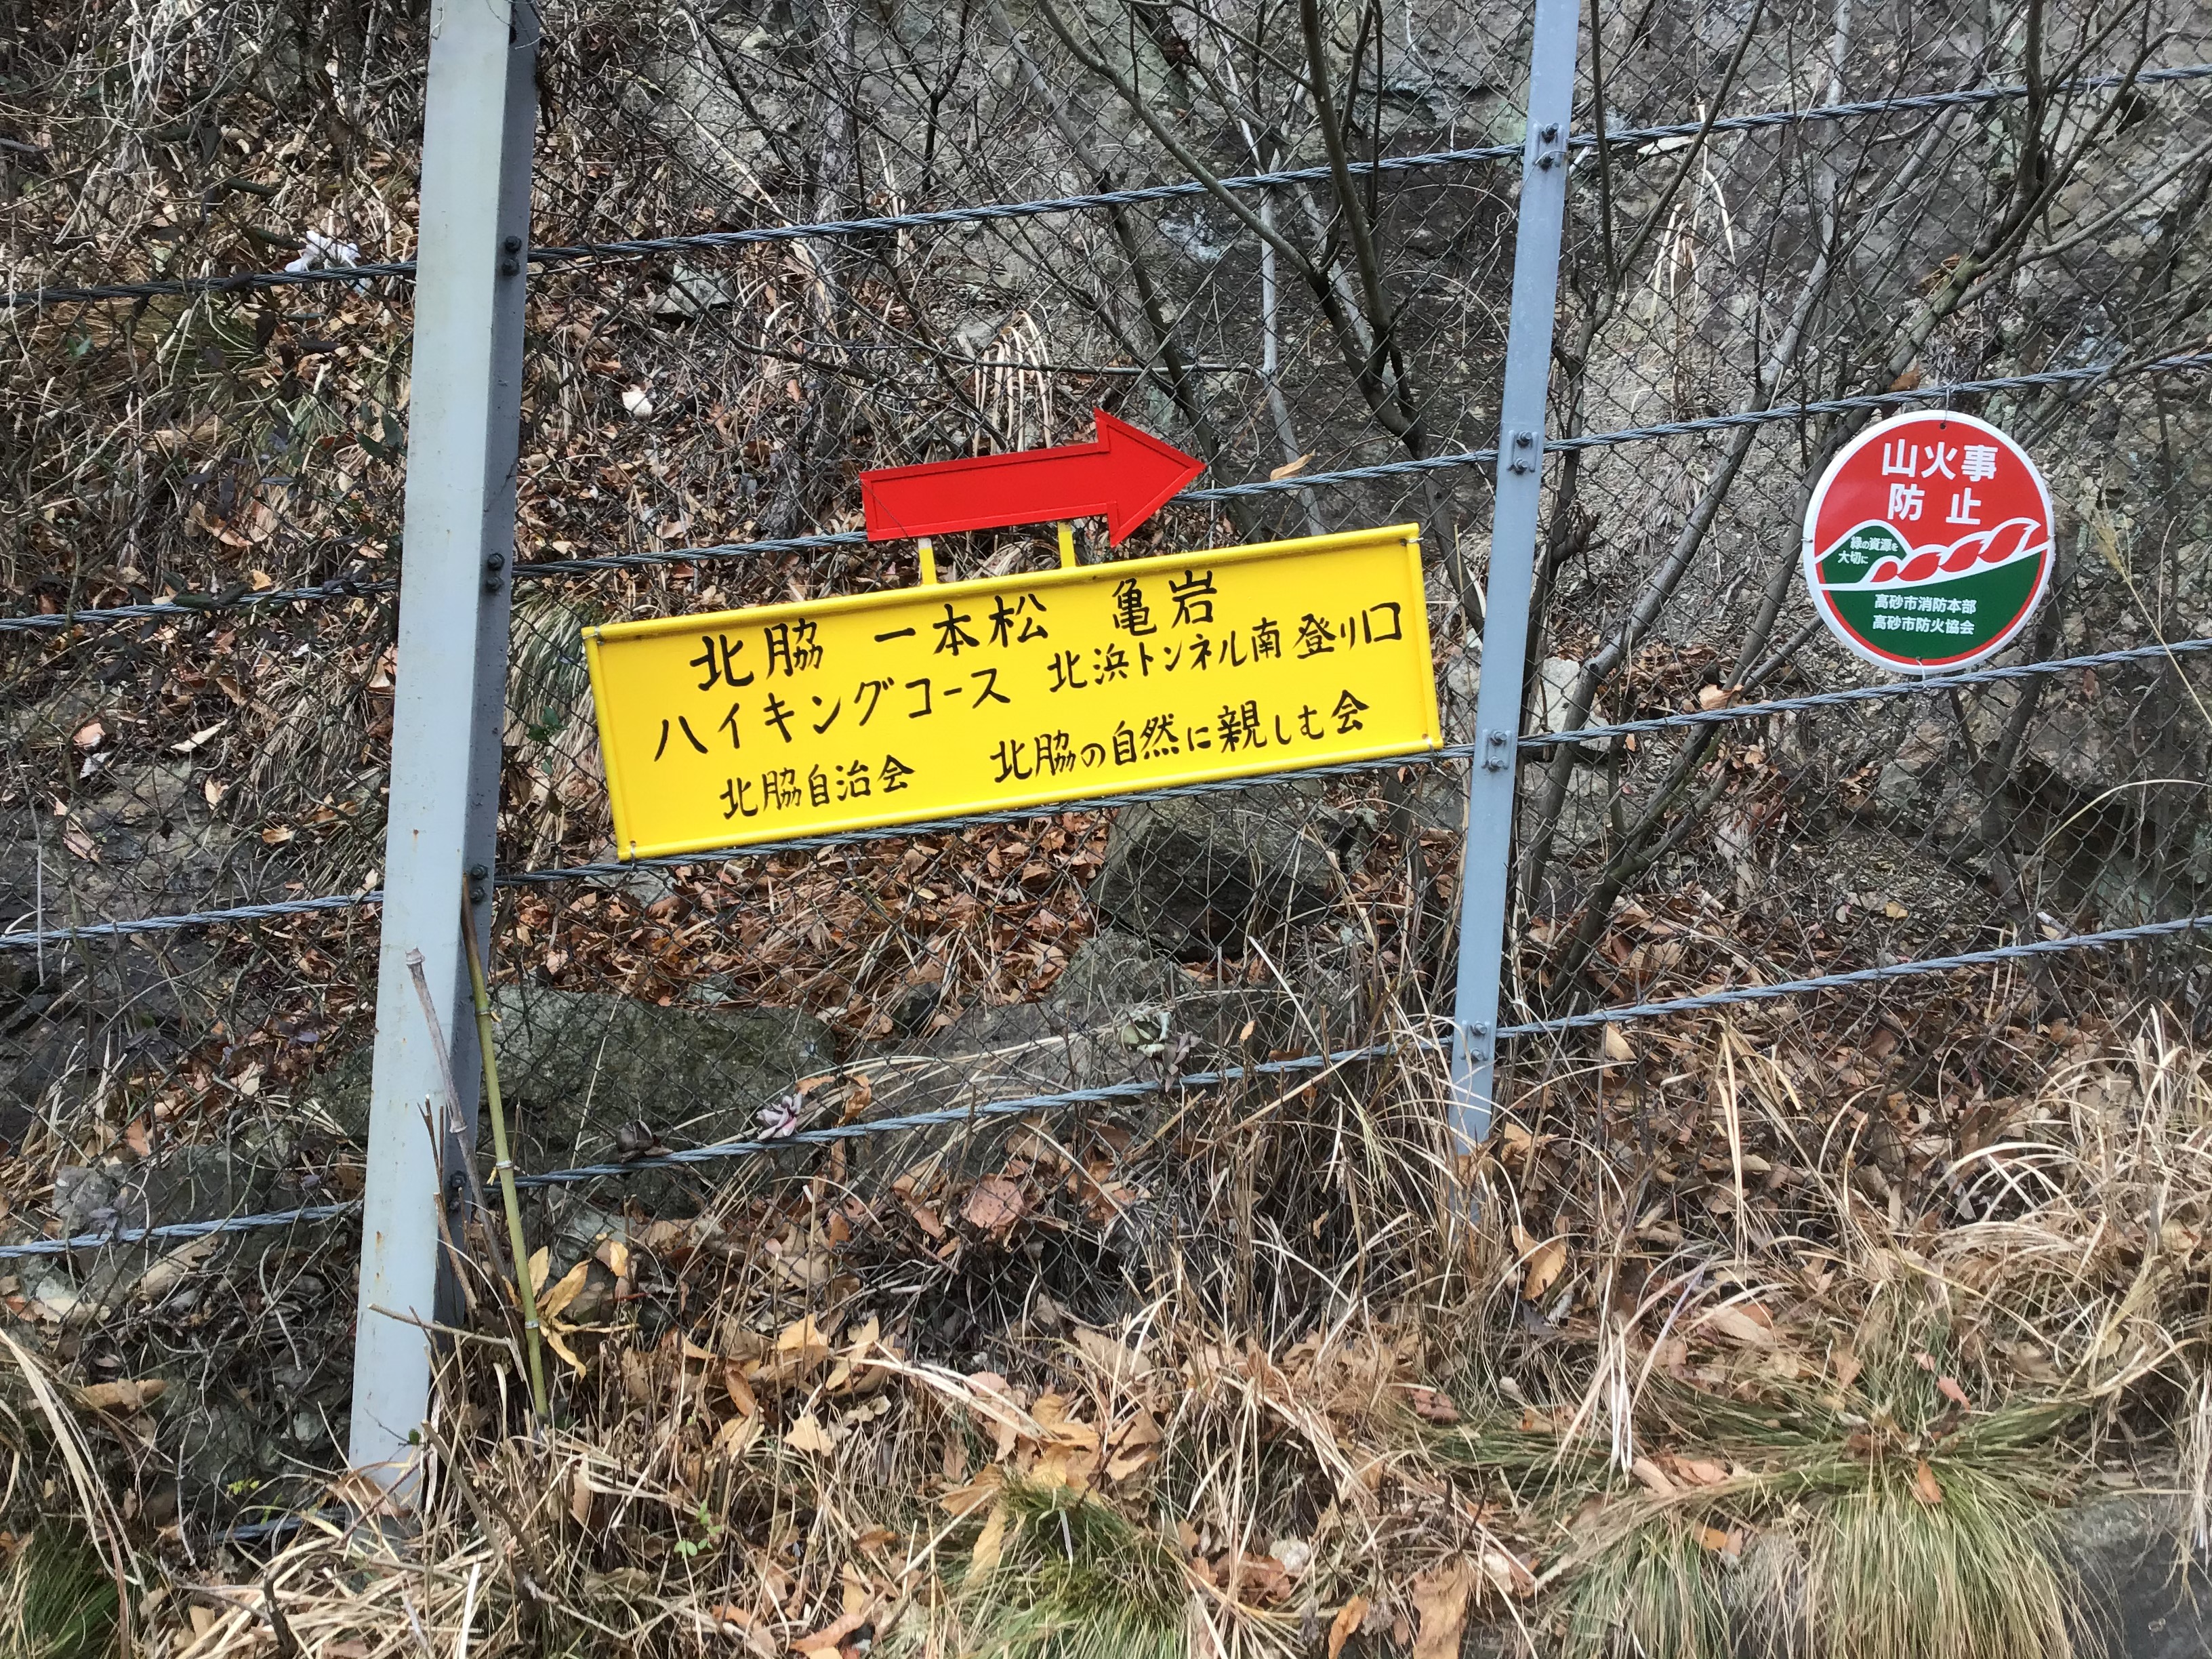 北脇 一本松 亀岩
ハイキングコース 北浜トンネル南 登り口
北脇自治会 北脇の自然に親しむ会
山火事
防止
緑の資源を
大切に
高砂市消防本部
高砂市防火協会